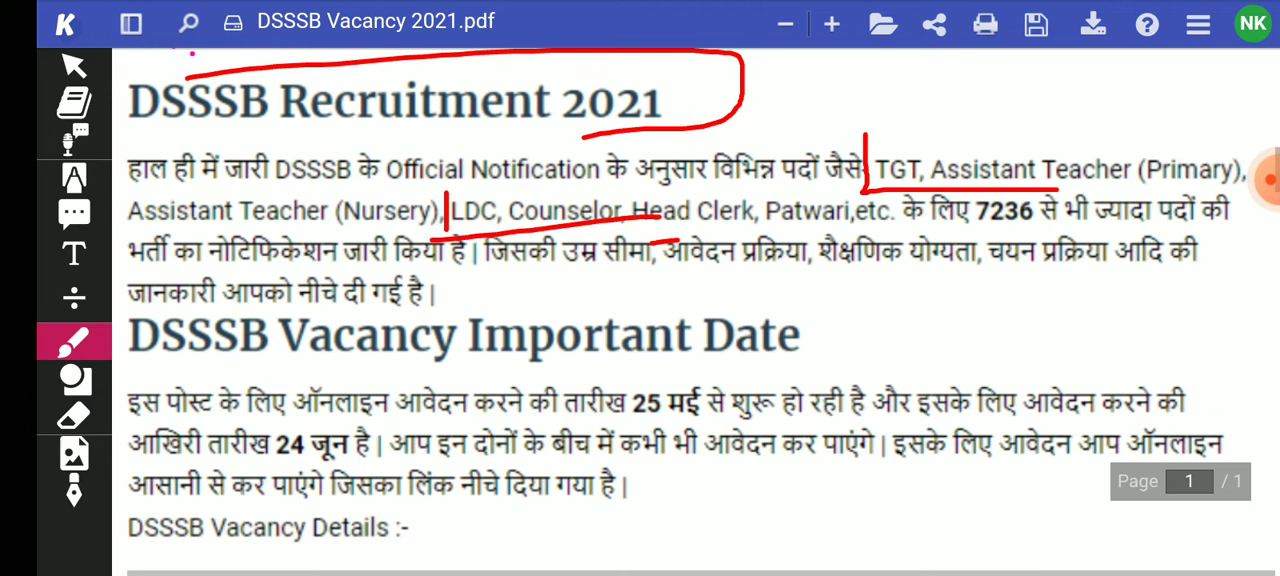 K
DSSSB Vacancy 2021.pdf
NK
DSSSB Recruitment 2021
हाल ही में जारी DSSSB के Official Notification के अनुसार विभिन्न पदों जैसे TGT, Assistant Teacher (Primary),
Assistant Teacher (Nursery), LDC, Counselor, Head Clerk, Patwari,etc. के लिए 7236 से भी ज्यादा पदों की
भर्ती का नोटिफिकेशन जारी किया है | जिसकी उम्र सीमा, आवेदन प्रक्रिया, शैक्षणिक योग्यता, चयन प्रक्रिया आदि की
जानकारी आपको नीचे दी गई है |
DSSSB Vacancy Important Date
इस पोस्ट के लिए ऑनलाइन आवेदन करने की तारीख 25 मई से शुरू हो रही है और इसके लिए आवेदन करने की
आखिरी तारीख 24 जून है | आप इन दोनों के बीच में कभी भी आवेदन कर पाएंगे | इसके लिए आवेदन आप ऑनलाइन
आसानी से कर पाएंगे जिसका लिंक नीचे दिया गया है |
Page 1 / 1
DSSSB Vacancy Details :-